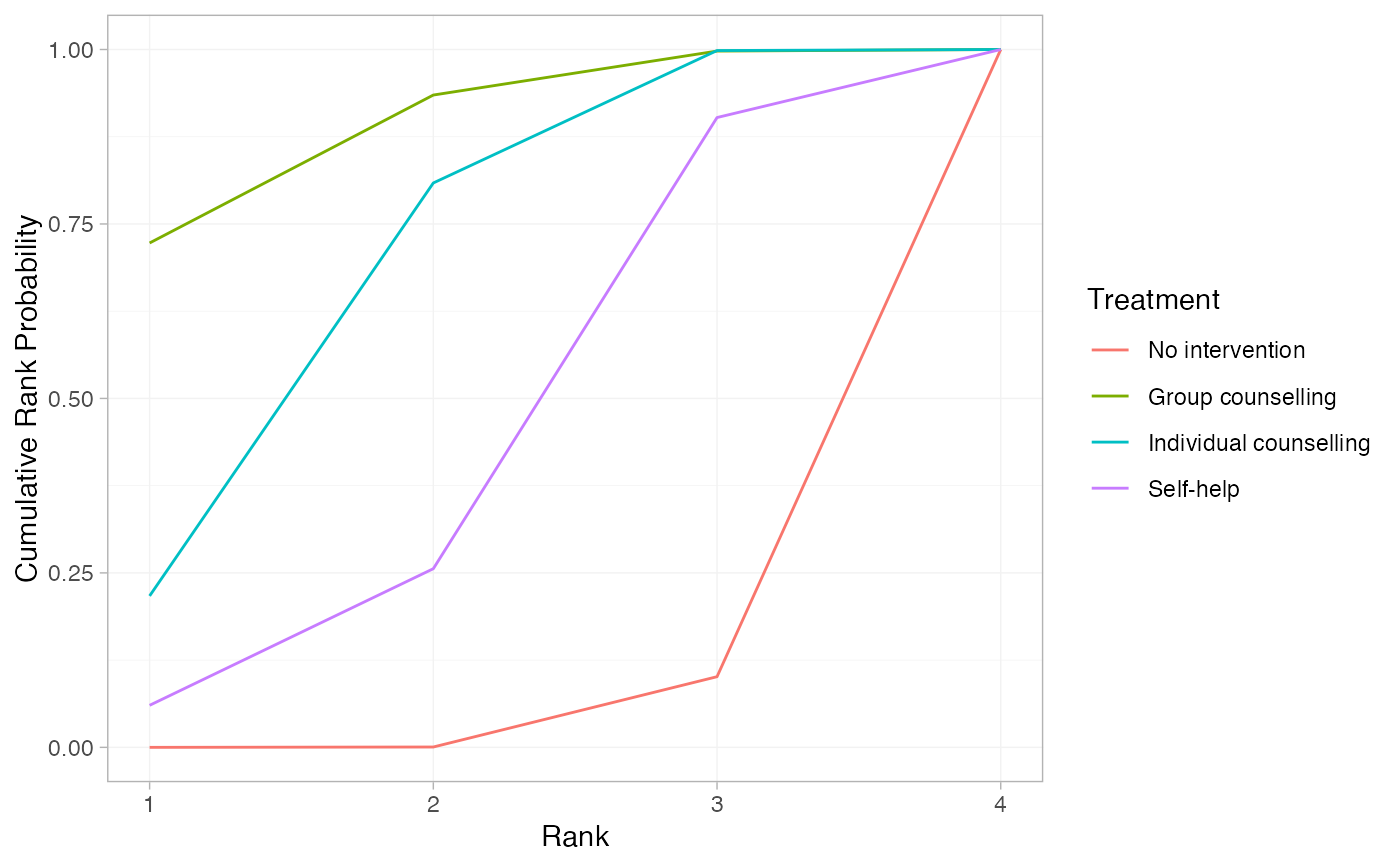 Cumulative Rank Probability
1.00
0.75
0.50
0.25
0.00
1 2 3 4
Rank
Treatment
No intervention
Group counselling
Individual counselling
Self-help